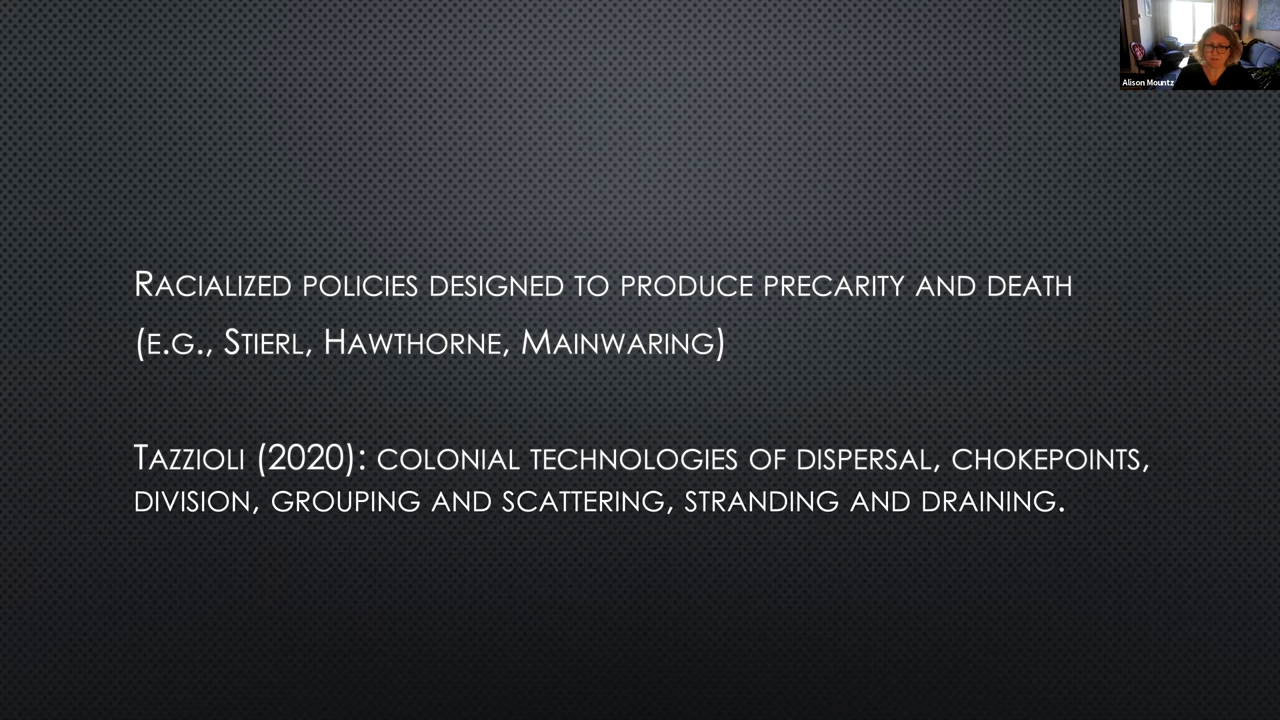 Alison Mountz
Racialized policies designed to produce precarity and death
(e.g., Stierl, Hawthorne, Mainwaring)
Tazzioli (2020): colonial technologies of dispersal, chokepoints,
division, grouping and scattering, stranding and draining.